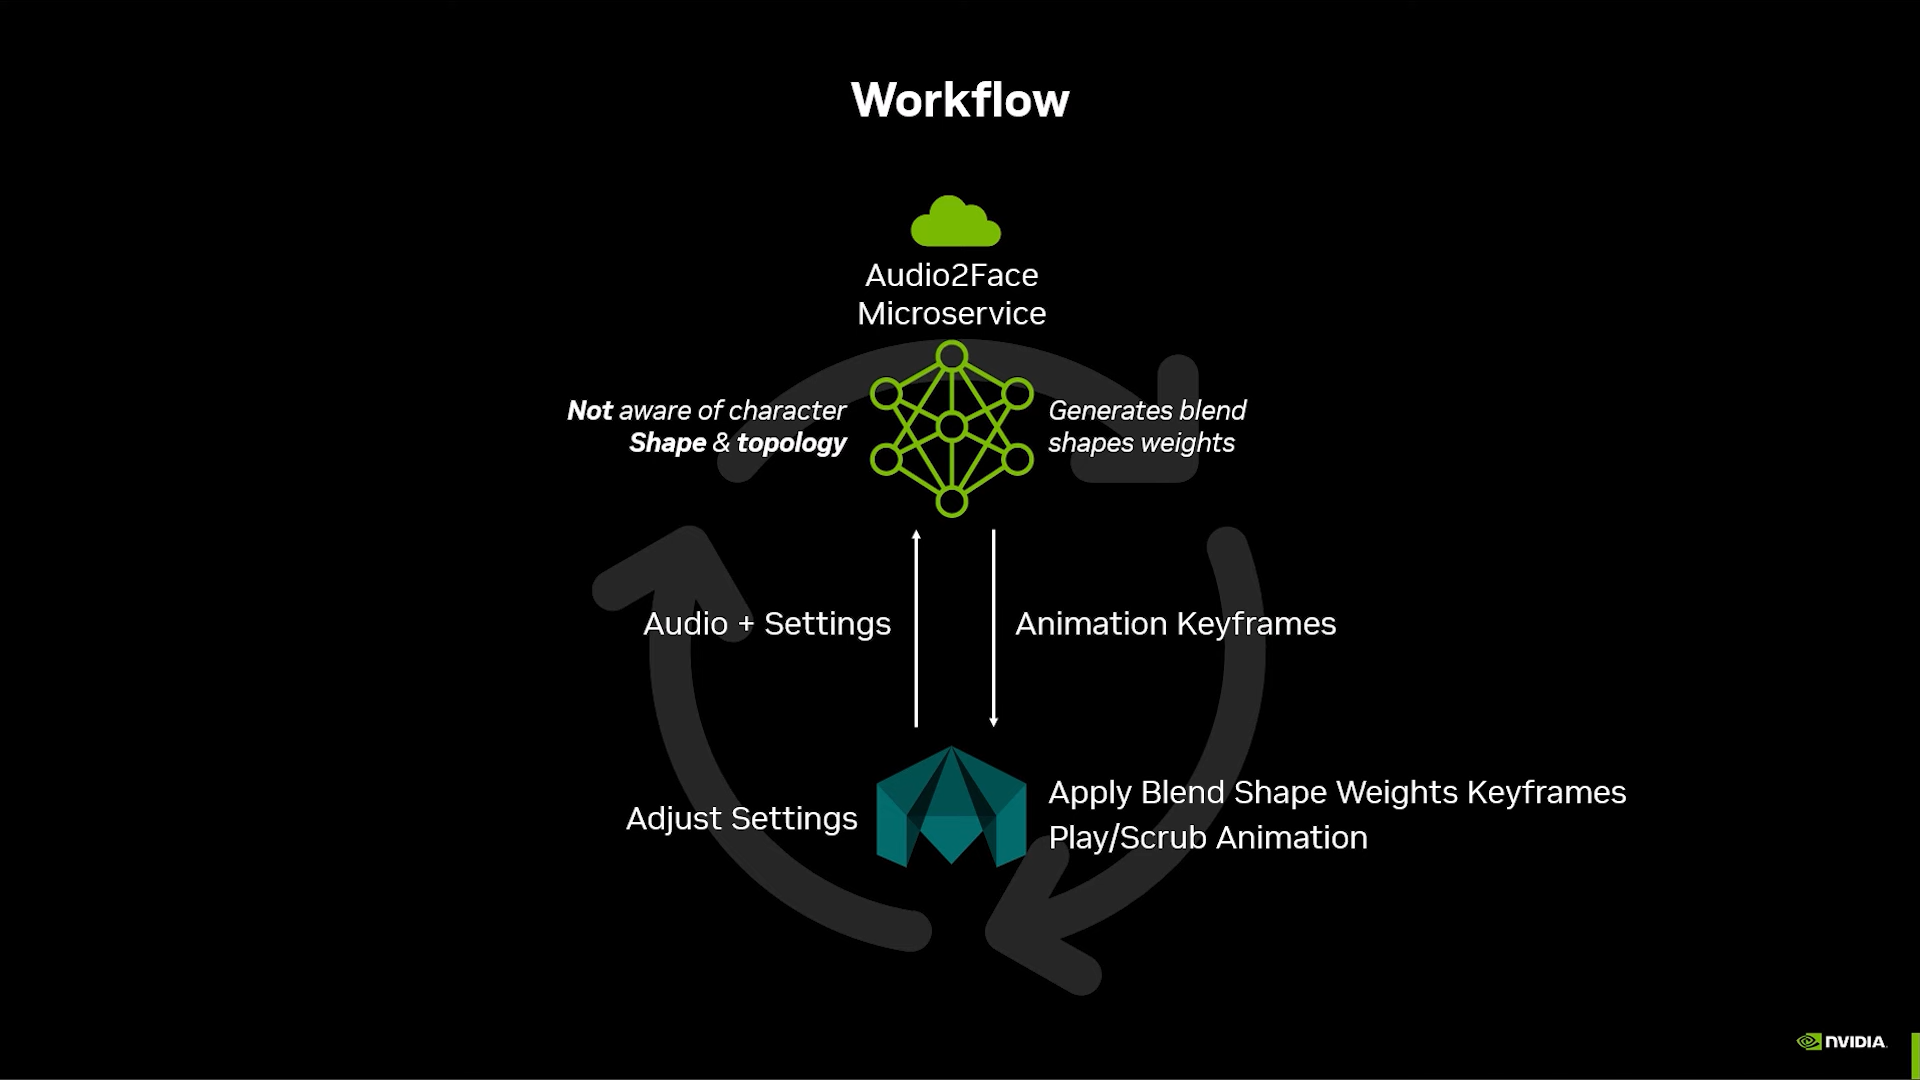 Workflow
Audio2Face
Microservice
Not aware of character
Shape & topology
Generates blend
shapes weights
Audio + Settings
Animation Keyframes
Adjust Settings
Apply Blend Shape Weights Keyframes
Play/Scrub Animation
NVIDIA